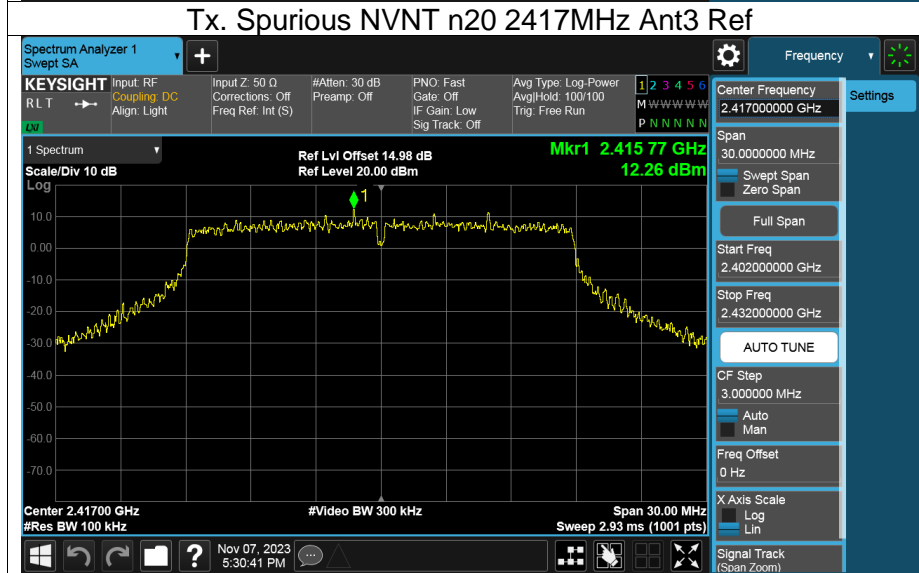 Tx. Spurious NVNT n20 2417MHz Ant3 Ref
Spectrum Analyzer 1
Swept SA
+
Frequency
KEYSIGHT
RLT
LXI
Input: RF
Coupling: DC
Align: Light
Input Z: 50 Ω
Corrections: Off
Freq Ref: Int (S)
#Atten: 30 dB
Preamp: Off
PNO: Fast
Gate: Off
IF Gain: Low
Sig Track: Off
Avg Type: Log-Power
Avg|Hold: 100/100
Trig: Free Run
1 2 3 4 5 6
M W W W W W
P N N N N N
1 Spectrum
Scale/Div 10 dB
Log
Ref Lvl Offset 14.98 dB
Ref Level 20.00 dBm
Mkr1 2.415 77 GHz
12.26 dBm
1
10.0
0.00
-10.0
-20.0
-30.0
-40.0
-50.0
-60.0
-70.0
Center 2.41700 GHz
#Res BW 100 kHz
#Video BW 300 kHz
Span 30.00 MHz
Sweep 2.93 ms (1001 pts)
?
Nov 07, 2023
5:30:41 PM
Center Frequency
2.417000000 GHz
Settings
Span
30.0000000 MHz
Swept Span
Zero Span
Full Span
Start Freq
2.402000000 GHz
Stop Freq
2.432000000 GHz
AUTO TUNE
CF Step
3.000000 MHz
Auto
Man
Freq Offset
0 Hz
X Axis Scale
Log
Lin
Signal Track
(Span Zoom)